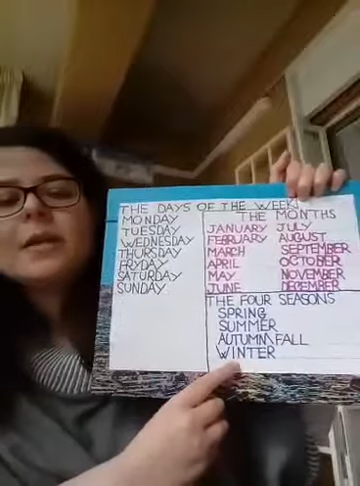 THE DAYS OF THE WEEK!
MONDAY
TUESDAY
WEDNESDAY
THURSDAY
FRYDAY
SATURDAY
SUNDAY
THE MONTHS
JANUARY JULY
FEBRUARY AUGUST
MARCH SEPTEMBER
APRIL OCTOBER
MAY NOVEMBER
JUNE DECEMBER
THE FOUR SEASONS
SPRING
SUMMER
AUTUMN/FALL
WINTER